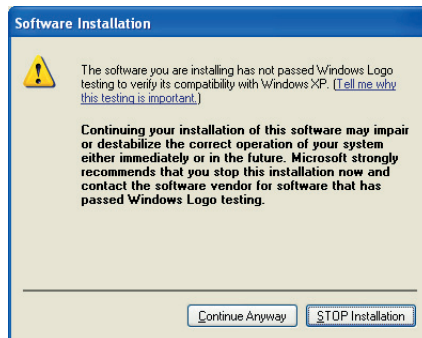 Software Installation
The software you are installing has not passed Windows Logo
testing to verify its compatibility with Windows XP. (Tell me why
this testing is important.)
Continuing your installation of this software may impair
or destabilize the correct operation of your system
either immediately or in the future. Microsoft strongly
recommends that you stop this installation now and
contact the software vendor for software that has
passed Windows Logo testing.
Continue Anyway
STOP Installation